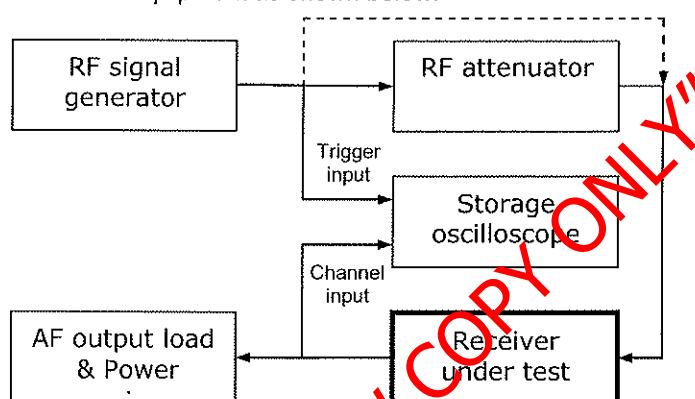 RF signal
generator
RF attenuator
Trigger
input
Storage
oscilloscope
Channel
input
AF output load
& Power
Receiver
under test
COPY ONLY"